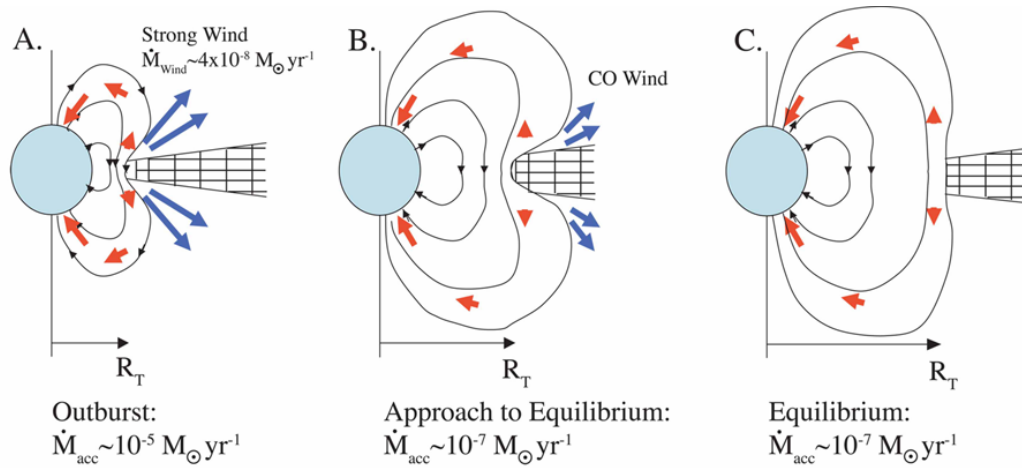 A.
Strong Wind
Ṁ_Wind~4x10⁻⁸ M_⊙ yr⁻¹
R_T
Outburst:
Ṁ_acc~10⁻⁵ M_⊙ yr⁻¹
B.
CO Wind
R_T
Approach to Equilibrium:
Ṁ_acc~10⁻⁷ M_⊙ yr⁻¹
C.
R_T
Equilibrium:
Ṁ_acc~10⁻⁷ M_⊙ yr⁻¹